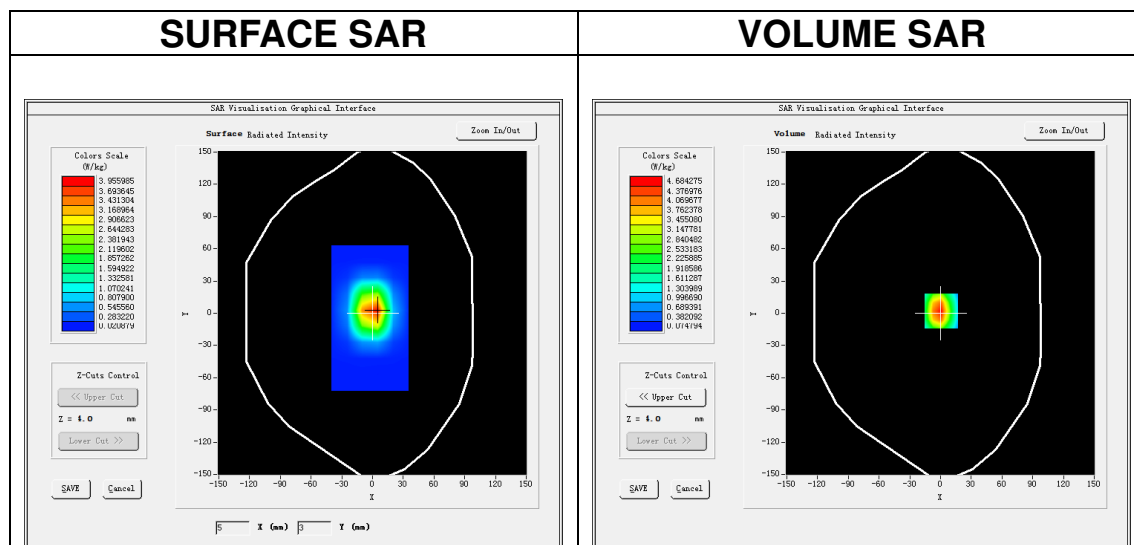 SURFACE SAR
VOLUME SAR
SAR Visualisation Graphical Interface
Surface Radiated Intensity
Zoom In/Out
Colors Scale
(W/kg)
3.955985
3.693645
3.431304
3.168964
2.906623
2.644283
2.381943
2.119602
1.857262
1.594922
1.332581
1.070241
0.807900
0.545560
0.283220
0.020879
Z-Cuts Control
<< Upper Cut
Z = 4.0 mm
Lower Cut >>
SAVE Cancel
150
120
90
60
30
0
-30
-60
-90
-120
-150
Y
-150 -120 -90 -60 -30 0 30 60 90 120 150
X
5 X (mm) 3 Y (mm)
SAR Visualisation Graphical Interface
Volume Radiated Intensity
Zoom In/Out
Colors Scale
(W/kg)
4.684275
4.376976
4.069677
3.762378
3.455080
3.147781
2.840482
2.533183
2.225885
1.918586
1.611287
1.303989
0.996690
0.689391
0.382092
0.074794
Z-Cuts Control
<< Upper Cut
Z = 4.0 mm
Lower Cut >>
SAVE Cancel
150
120
90
60
30
0
-30
-60
-90
-120
-150
Y
-150 -120 -90 -60 -30 0 30 60 90 120 150
X